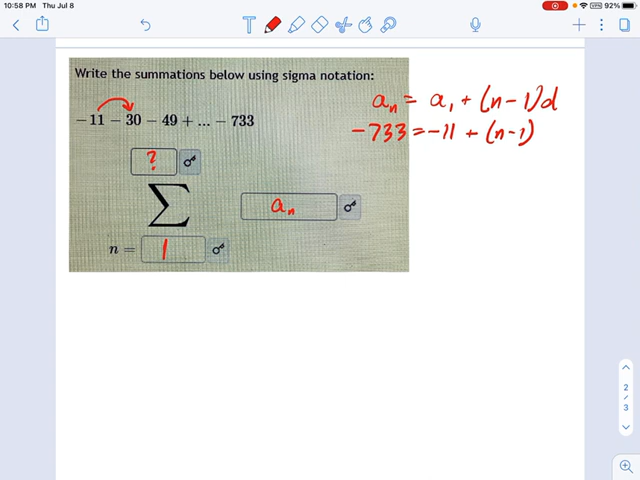 10:58 PM Thu Jul 8
92%
T
Write the summations below using sigma notation:
−11 − 30 − 49 + ... − 733
?
∑
aₙ
n = 1
aₙ = a₁ + (n − 1)d
−733 = −11 + (n − 1)
2
/
3